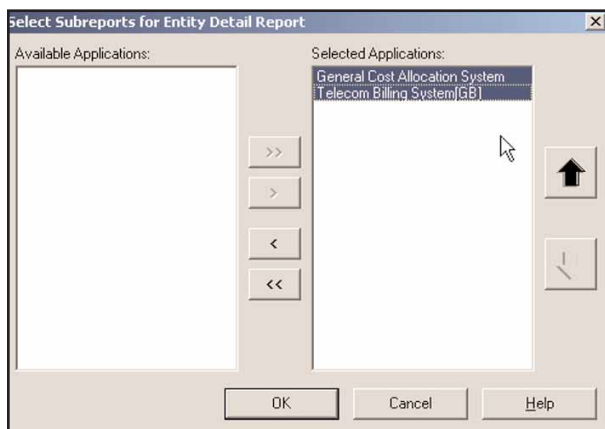 Select Subreports for Entity Detail Report
Available Applications:
Selected Applications:
General Cost Allocation System
Telecom Billing System[GB]
>>
>
<
<<
OK
Cancel
Help